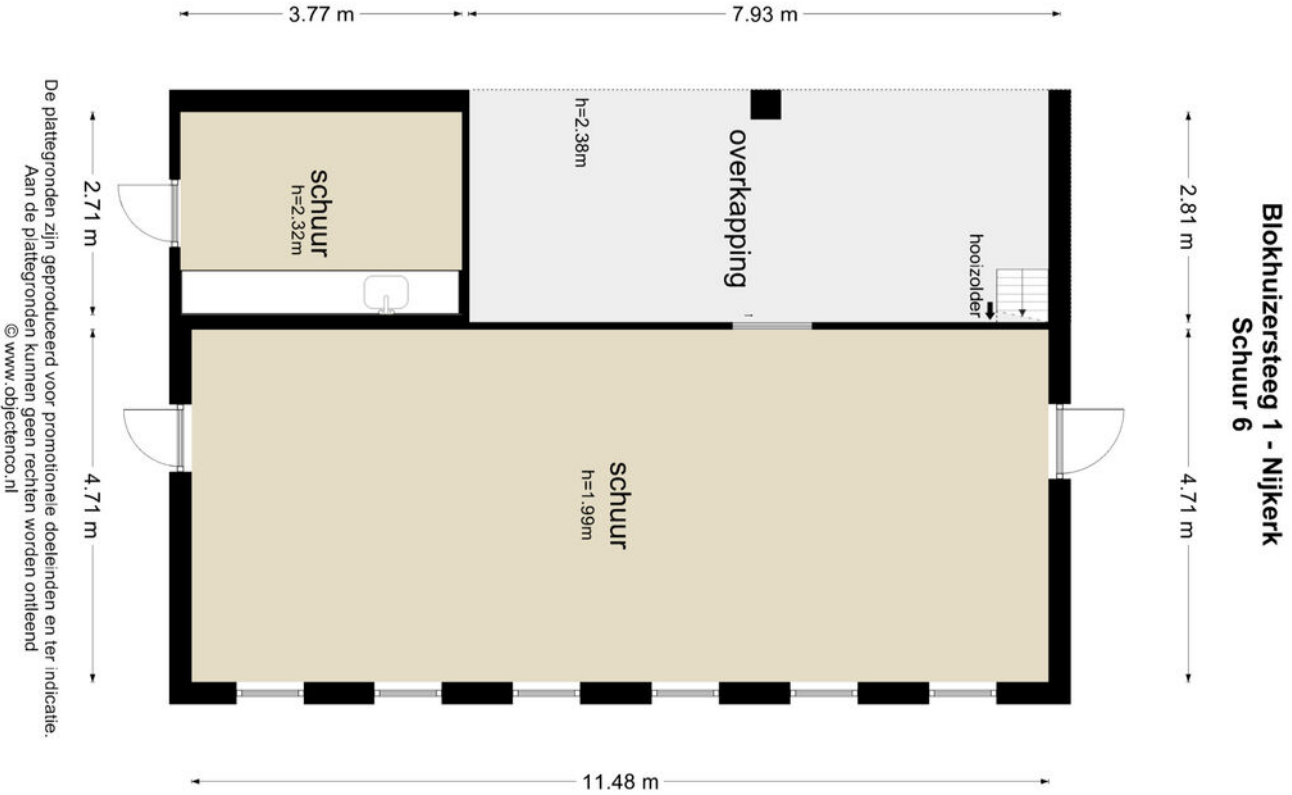 Blokhuizersteeg 1 - Nijkerk
Schuur 6
3.77 m
7.93 m
2.71 m
4.71 m
2.81 m
4.71 m
11.48 m
schuur
h=2.32m
h=2.38m
overkapping
hooizolder
schuur
h=1.99m
De plattegronden zijn geproduceerd voor promotionele doeleinden en ter indicatie.
Aan de plattegronden kunnen geen rechten worden ontleend
© www.objectenco.nl